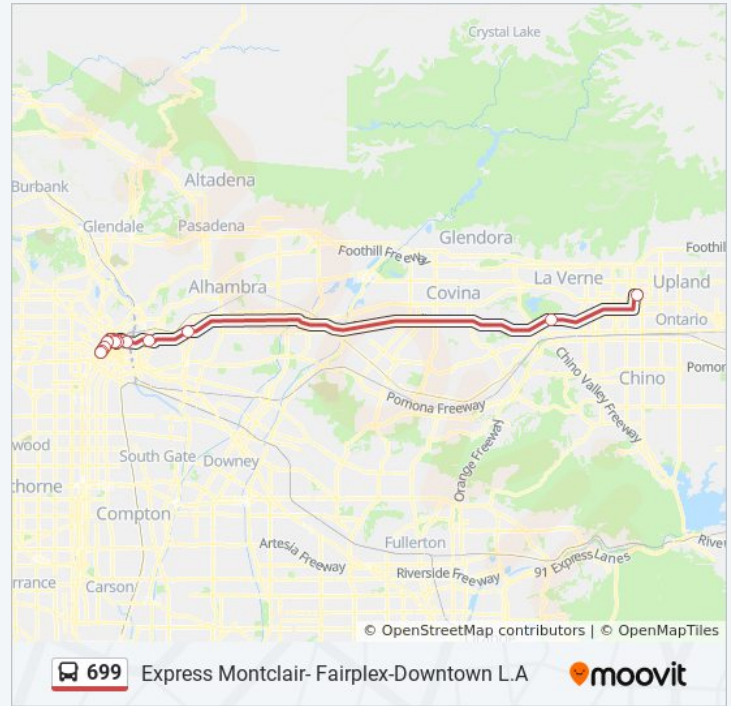 Crystal Lake
Burbank
Altadena
Glendale
Pasadena
Glendora
Foothill Freeway
Foothill
Alhambra
Covina
La Verne
Upland
Ontario
Chino Valley Freeway
Pomona Freeway
Chino
Pomon
Orange Freeway
wood
South Gate
Downey
thorne
Compton
Artesia Freeway
Fullerton
River
rrance
Carson
Riverside Freeway
91 Express Lanes
© OpenStreetMap contributors | © OpenMapTiles
699 Express Montclair- Fairplex-Downtown L.A moovit